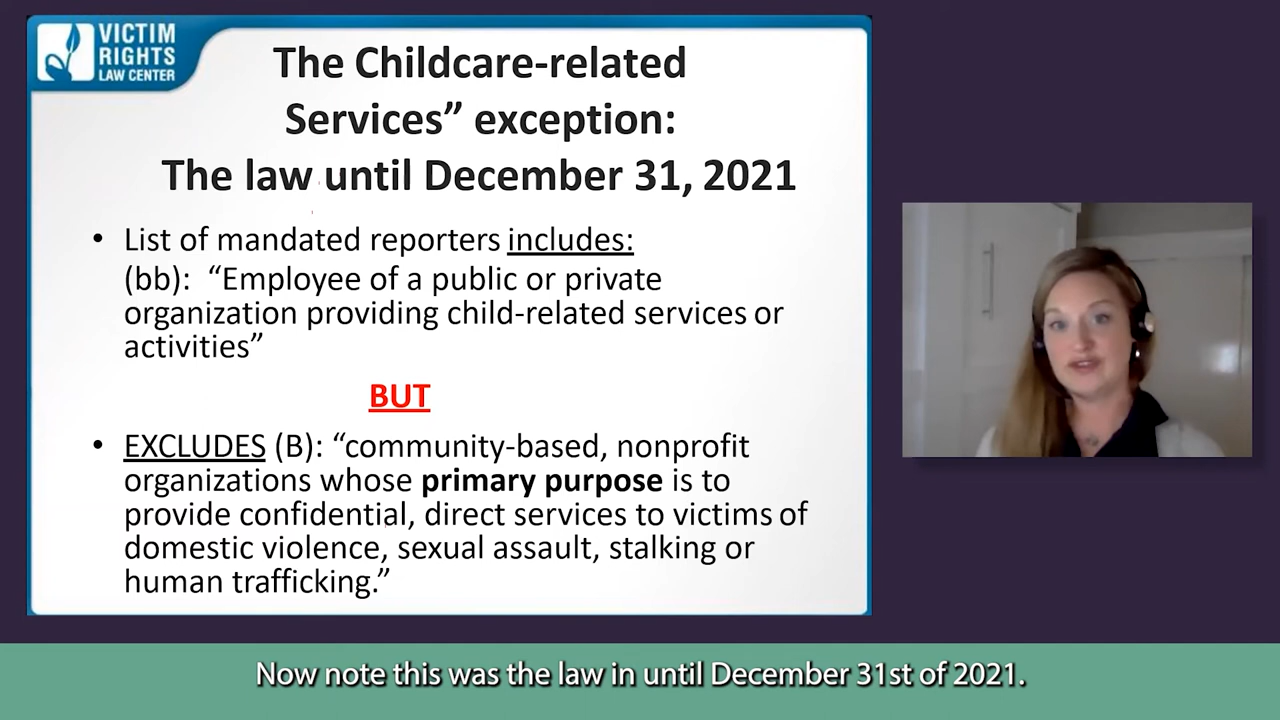 VICTIM
RIGHTS
LAW CENTER
The Childcare-related
Services” exception:
The law until December 31, 2021
• List of mandated reporters includes:
(bb): “Employee of a public or private
organization providing child-related services or
activities”
BUT
• EXCLUDES (B): “community-based, nonprofit
organizations whose primary purpose is to
provide confidential, direct services to victims of
domestic violence, sexual assault, stalking or
human trafficking.”
Now note this was the law in until December 31st of 2021.